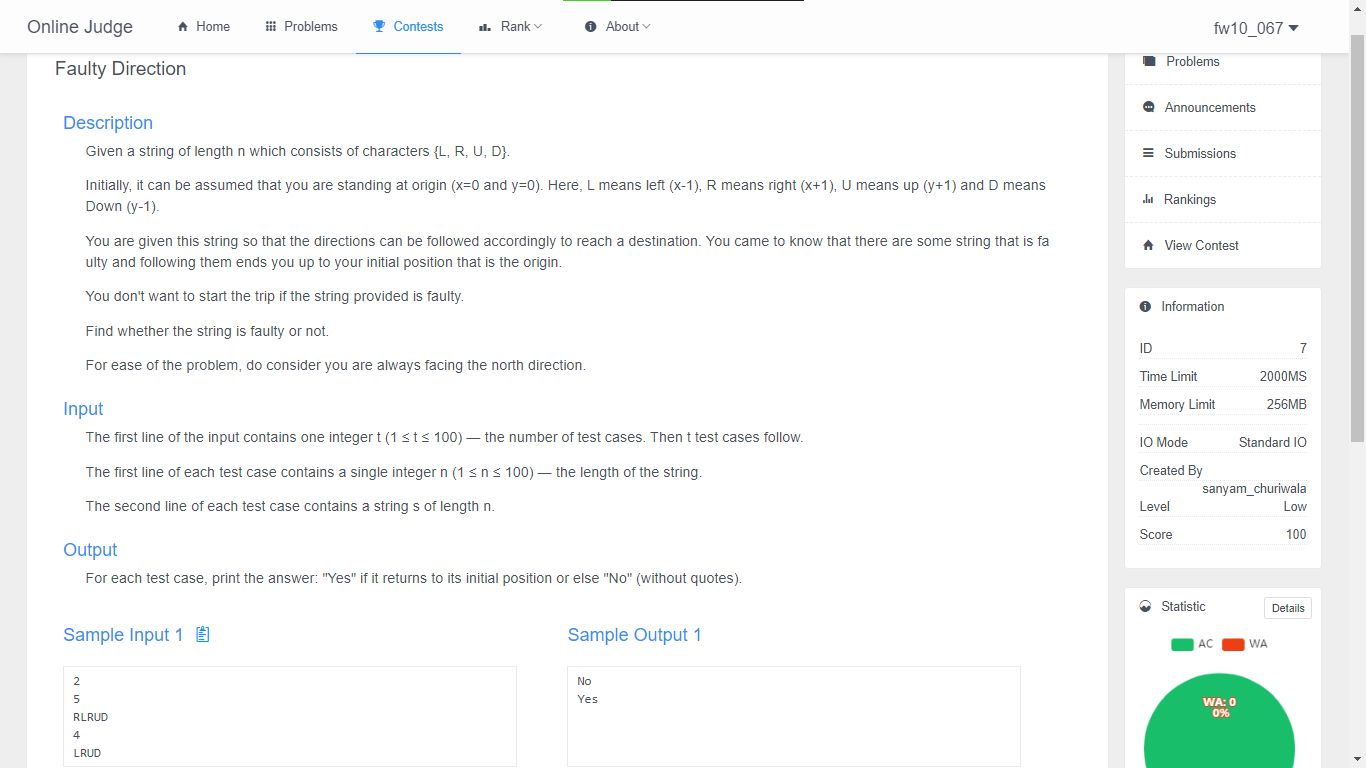 Online Judge
Home
Problems
Contests
Rank
About
fw10_067
Faulty Direction
Description
Given a string of length n which consists of characters {L, R, U, D}.
Initially, it can be assumed that you are standing at origin (x=0 and y=0). Here, L means left (x-1), R means right (x+1), U means up (y+1) and D means
Down (y-1).
You are given this string so that the directions can be followed accordingly to reach a destination. You came to know that there are some string that is fa
ulty and following them ends you up to your initial position that is the origin.
You don't want to start the trip if the string provided is faulty.
Find whether the string is faulty or not.
For ease of the problem, do consider you are always facing the north direction.
Input
The first line of the input contains one integer t (1 ≤ t ≤ 100) — the number of test cases. Then t test cases follow.
The first line of each test case contains a single integer n (1 ≤ n ≤ 100) — the length of the string.
The second line of each test case contains a string s of length n.
Output
For each test case, print the answer: "Yes" if it returns to its initial position or else "No" (without quotes).
Sample Input 1
2
5
RLRUD
4
LRUD
Sample Output 1
No
Yes
Problems
Announcements
Submissions
Rankings
View Contest
Information
ID 7
Time Limit 2000MS
Memory Limit 256MB
IO Mode Standard IO
Created By
sanyam_churiwala
Level Low
Score 100
Statistic
Details
AC WA
WA: 0
0%